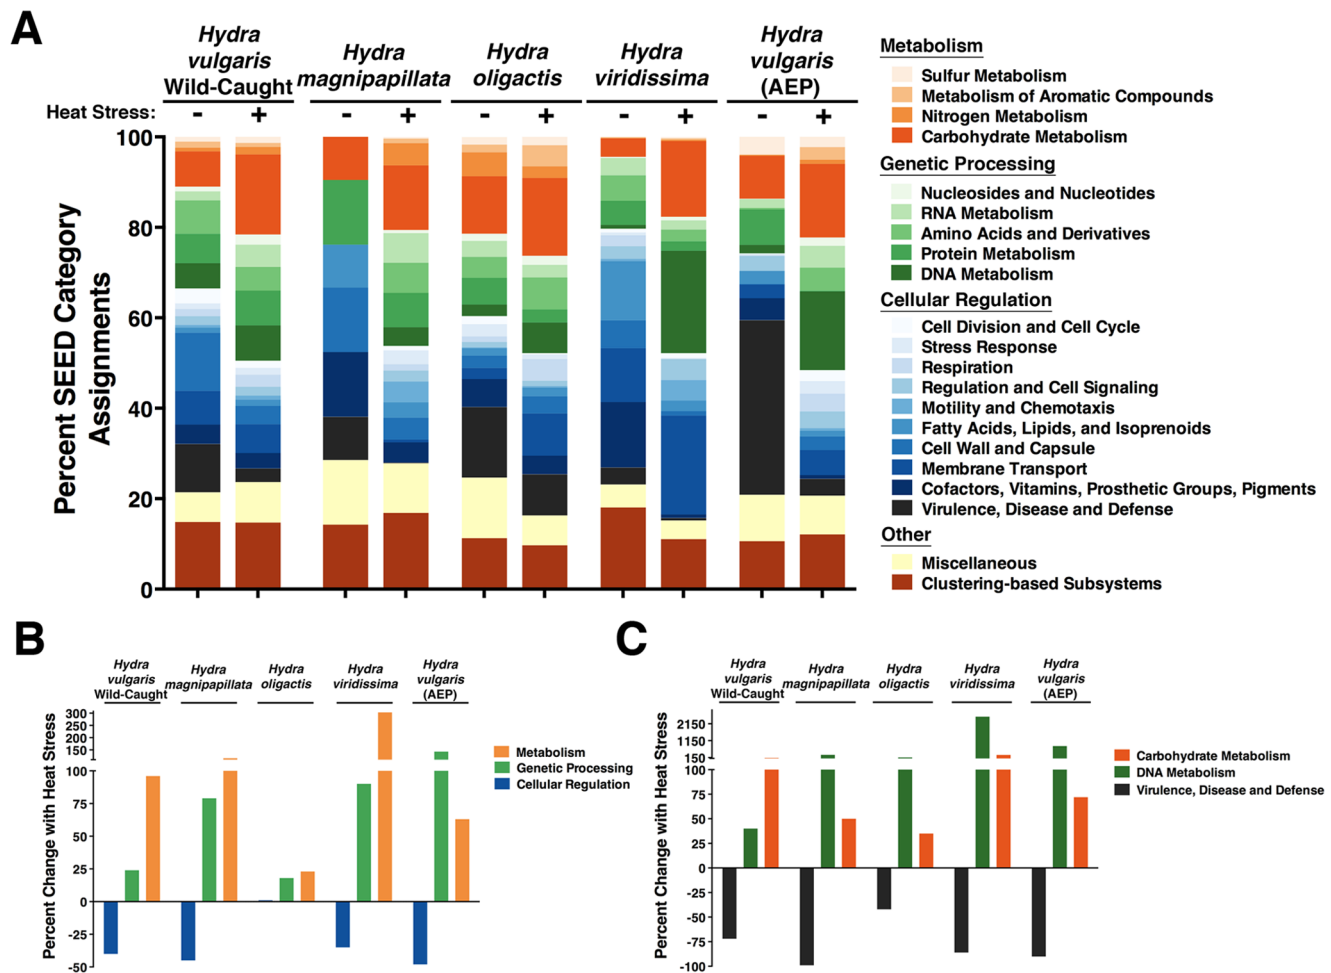 A
Hydra
vulgaris
Wild-Caught
Hydra
magnipapillata
Hydra
oligactis
Hydra
viridissima
Hydra
vulgaris
(AEP)
Heat Stress:
- + - + - + - + - +
Percent SEED Category
Assignments
100
80
60
40
20
0
Metabolism
Sulfur Metabolism
Metabolism of Aromatic Compounds
Nitrogen Metabolism
Carbohydrate Metabolism
Genetic Processing
Nucleosides and Nucleotides
RNA Metabolism
Amino Acids and Derivatives
Protein Metabolism
DNA Metabolism
Cellular Regulation
Cell Division and Cell Cycle
Stress Response
Respiration
Regulation and Cell Signaling
Motility and Chemotaxis
Fatty Acids, Lipids, and Isoprenoids
Cell Wall and Capsule
Membrane Transport
Cofactors, Vitamins, Prosthetic Groups, Pigments
Virulence, Disease and Defense
Other
Miscellaneous
Clustering-based Subsystems
B
Hydra
vulgaris
Wild-Caught
Hydra
magnipapillata
Hydra
oligactis
Hydra
viridissima
Hydra
vulgaris
(AEP)
Percent Change with Heat Stress
300
250
200
150
100
75
50
25
0
-25
-50
Metabolism
Genetic Processing
Cellular Regulation
C
Hydra
vulgaris
Wild-Caught
Hydra
magnipapillata
Hydra
oligactis
Hydra
viridissima
Hydra
vulgaris
(AEP)
Percent Change with Heat Stress
2150
1150
150
100
75
50
25
0
-25
-50
-75
-100
Carbohydrate Metabolism
DNA Metabolism
Virulence, Disease and Defense